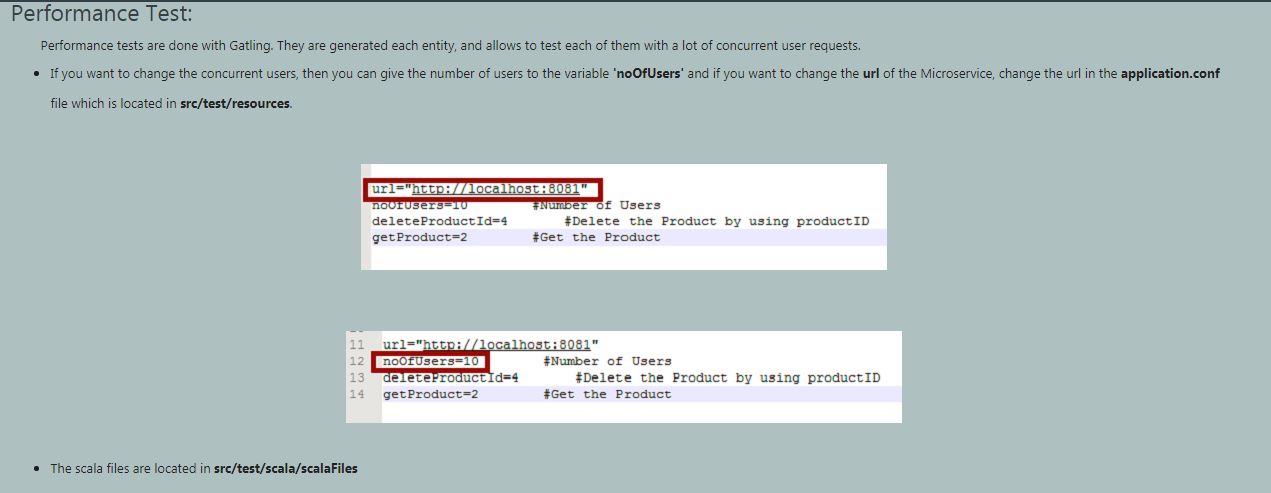 Performance Test:
Performance tests are done with Gatling. They are generated each entity, and allows to test each of them with a lot of concurrent user requests.
• If you want to change the concurrent users, then you can give the number of users to the variable 'noOfUsers' and if you want to change the url of the Microservice, change the url in the application.conf
file which is located in src/test/resources.
url="http://localhost:8081"
noOfUsers=10 #Number of Users
deleteProductId=4 #Delete the Product by using productID
getProduct=2 #Get the Product
11 url="http://localhost:8081"
12 noOfUsers=10 #Number of Users
13 deleteProductId=4 #Delete the Product by using productID
14 getProduct=2 #Get the Product
• The scala files are located in src/test/scala/scalaFiles